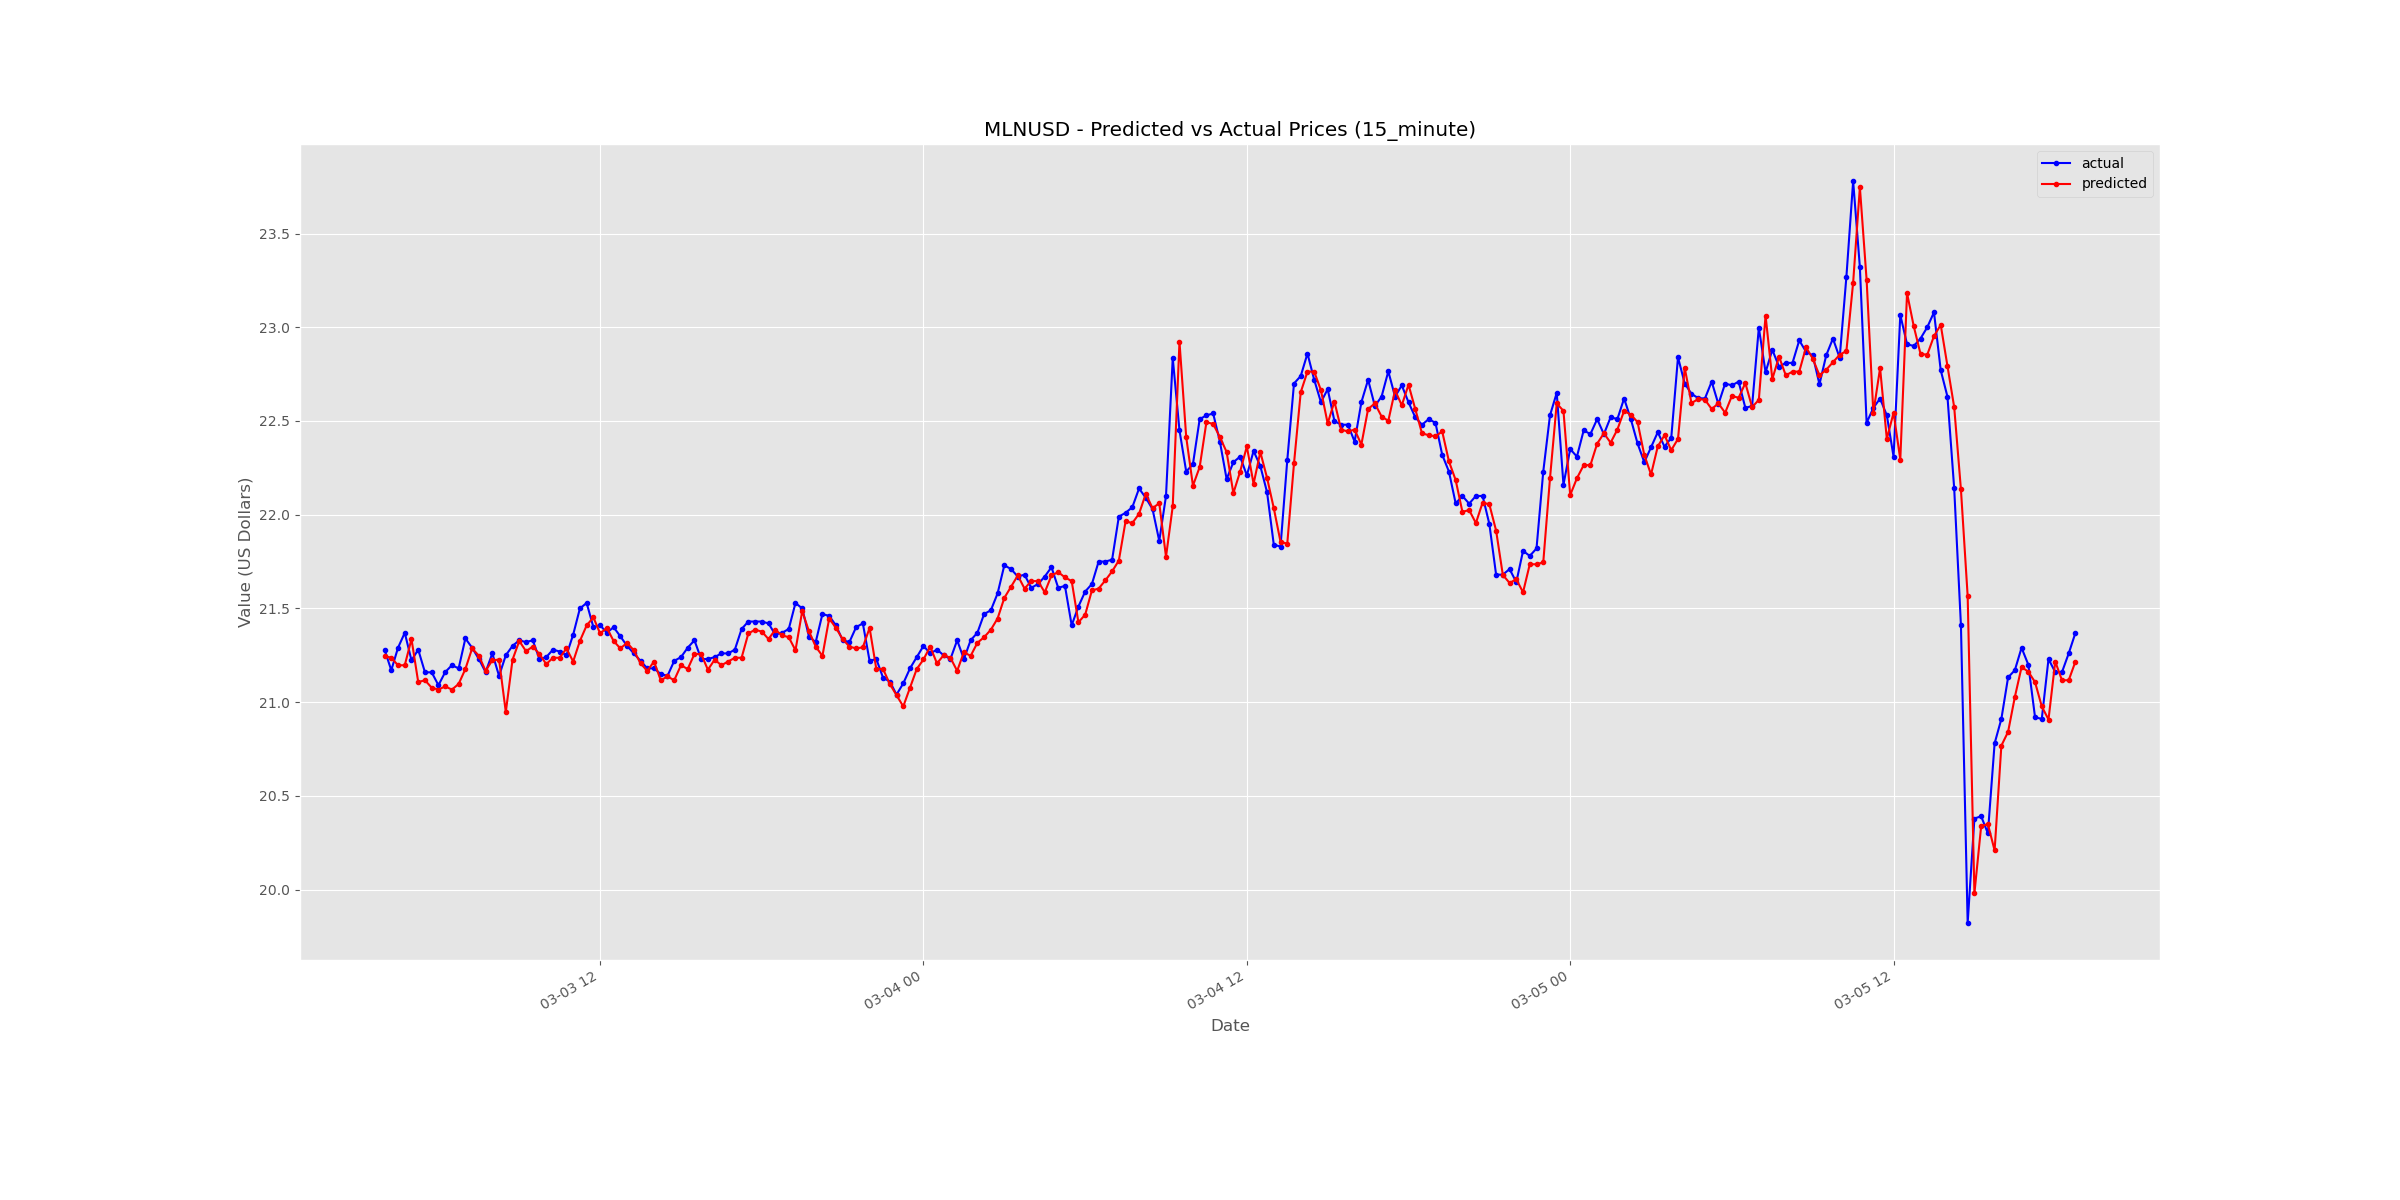 MLNUSD - Predicted vs Actual Prices (15_minute)
actual
predicted
23.5
23.0
22.5
22.0
21.5
21.0
20.5
20.0
Value (US Dollars)
03-03 12
03-04 00
03-04 12
03-05 00
03-05 12
Date